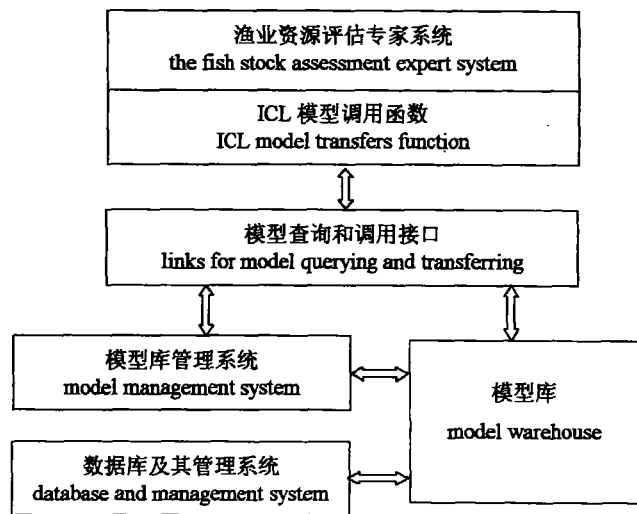 渔业资源评估专家系统
the fish stock assessment expert system
ICL 模型调用函数
ICL model transfers function
模型查询和调用接口
links for model querying and transferring
模型库管理系统
model management system
模型库
model warehouse
数据库及其管理系统
database and management system